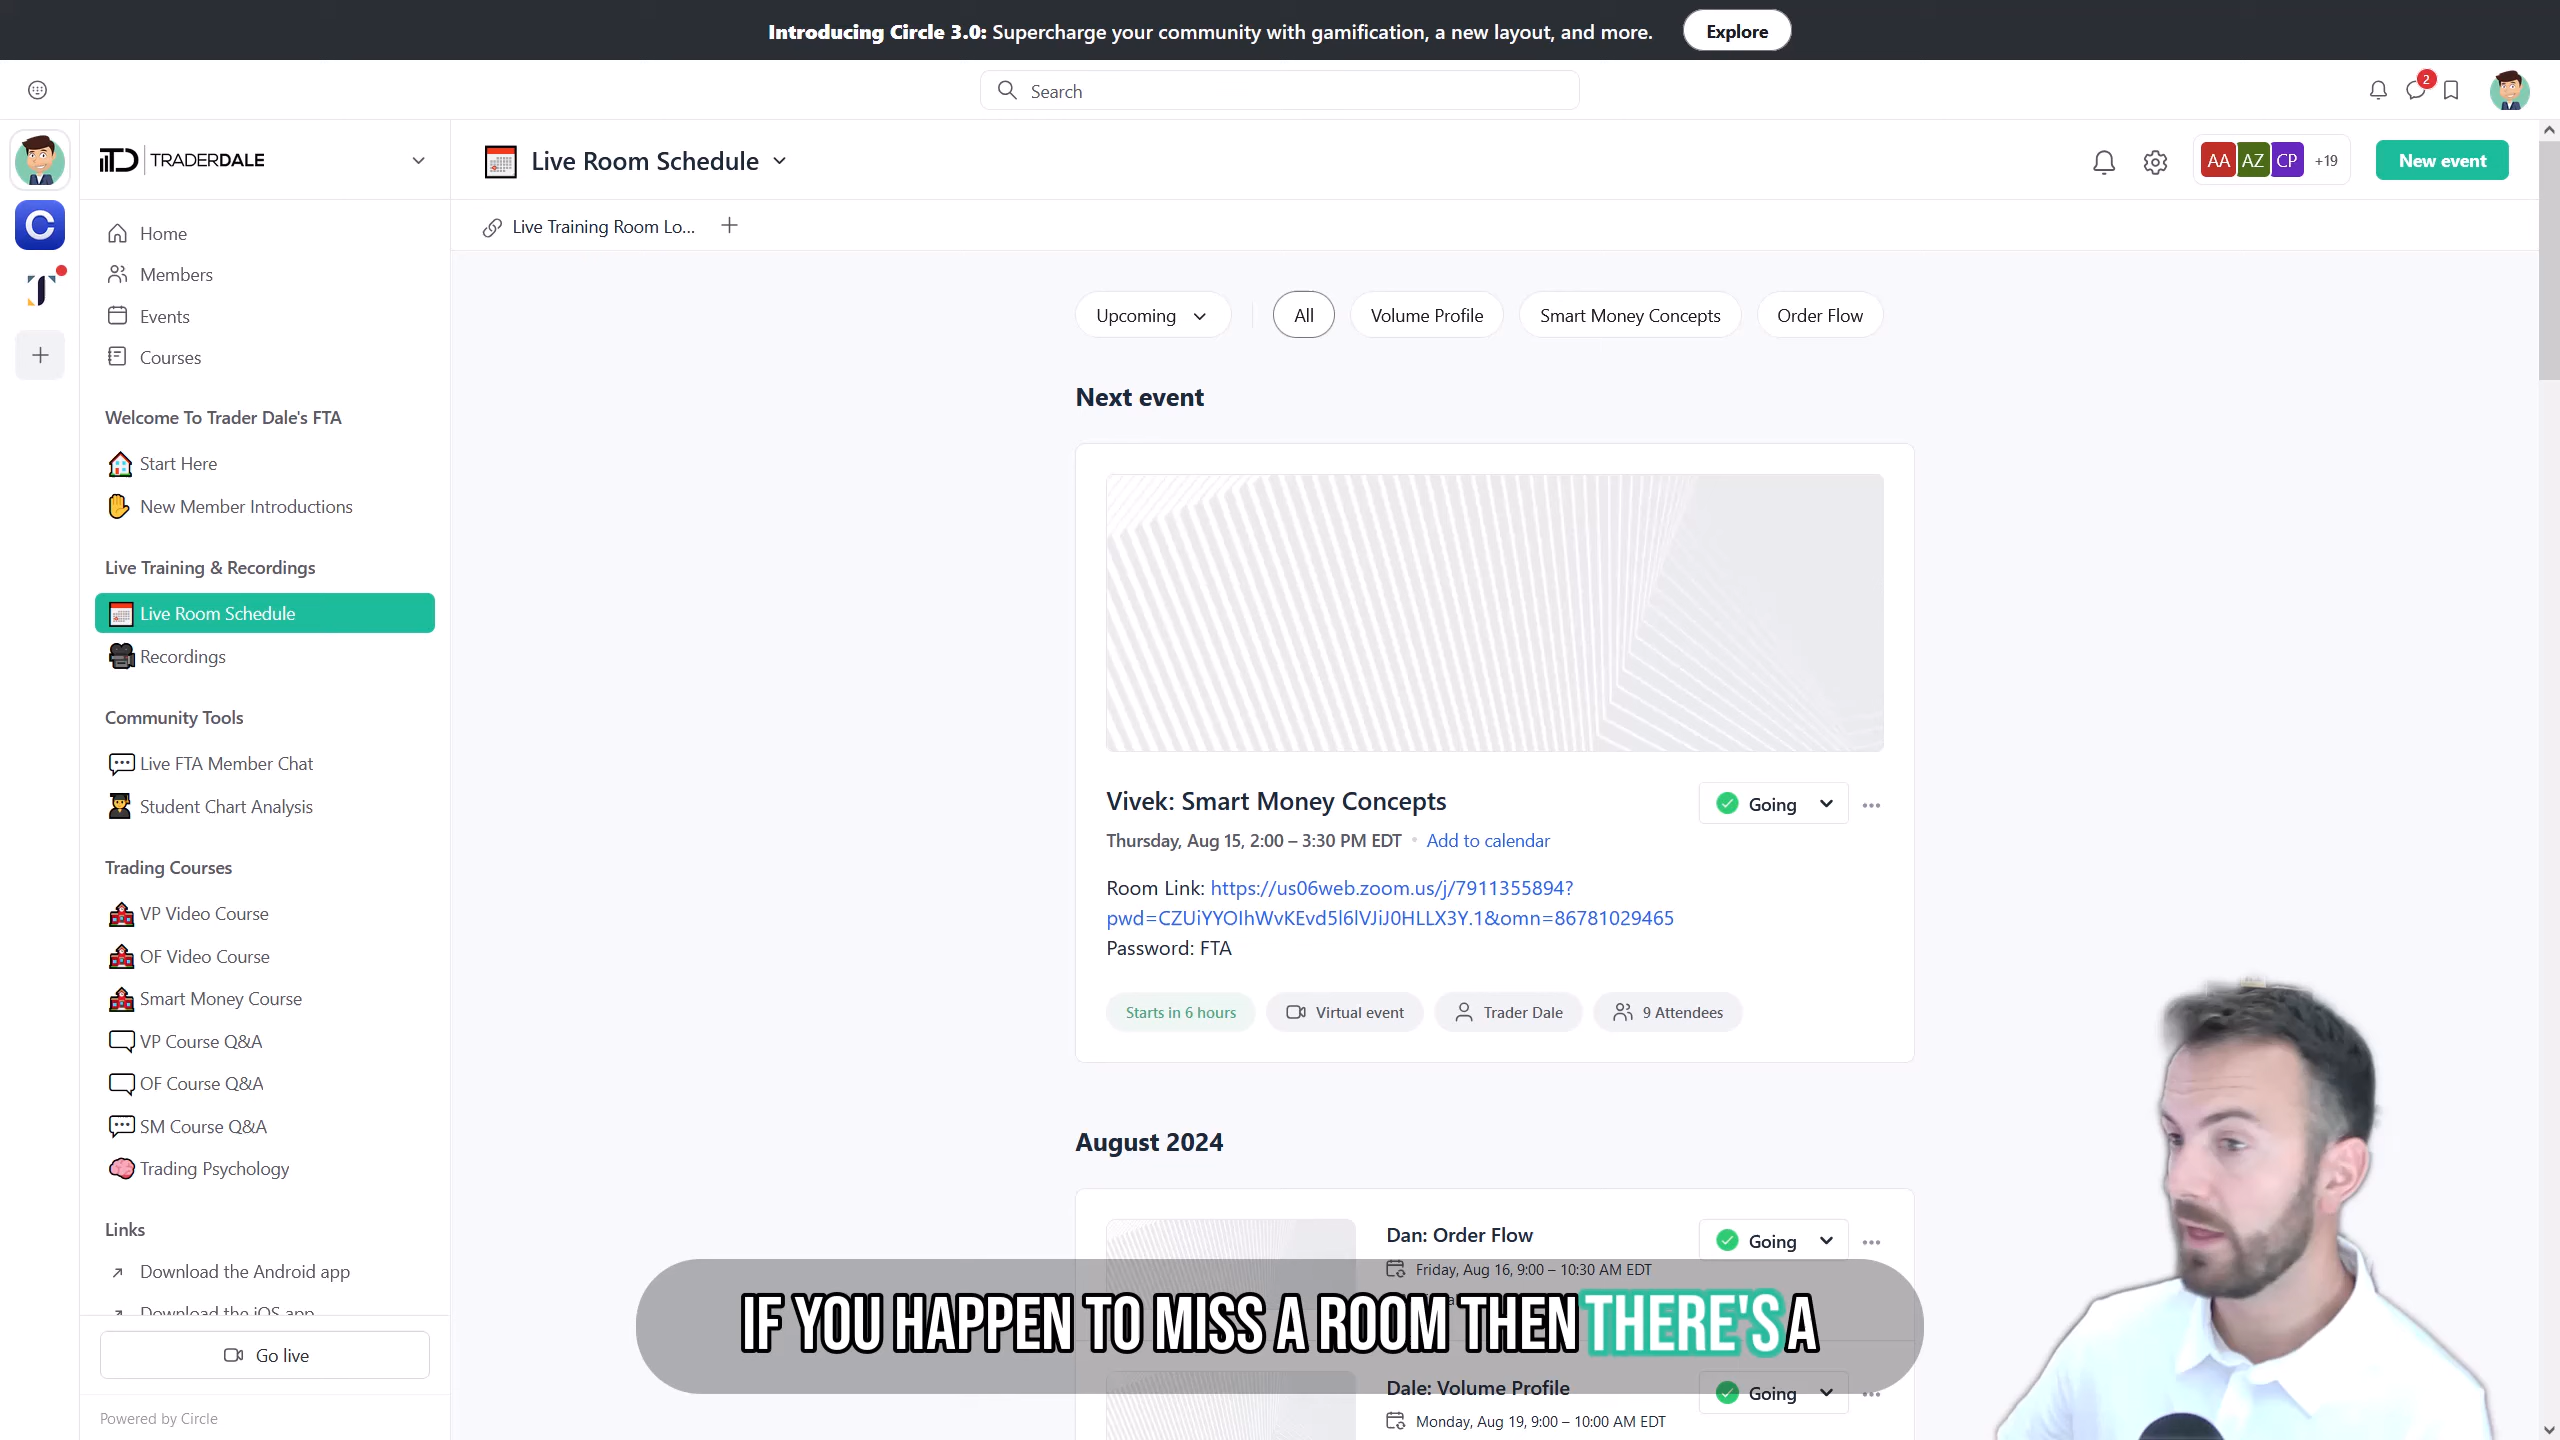 Introducing Circle 3.0: Supercharge your community with gamification, a new layout, and more.
Explore
Search
2
TD TRADERDALE
Live Room Schedule
AA AZ CP +19
New event
Live Training Room Lo...
Home
Members
Events
Courses
Welcome To Trader Dale's FTA
Start Here
New Member Introductions
Live Training & Recordings
Live Room Schedule
Recordings
Community Tools
Live FTA Member Chat
Student Chart Analysis
Trading Courses
VP Video Course
OF Video Course
Smart Money Course
VP Course Q&A
OF Course Q&A
SM Course Q&A
Trading Psychology
Links
Download the Android app
Download the iOS app
Go live
Powered by Circle
Upcoming
All
Volume Profile
Smart Money Concepts
Order Flow
Next event
Vivek: Smart Money Concepts
Going
Thursday, Aug 15, 2:00 – 3:30 PM EDT
Add to calendar
Room Link: https://us06web.zoom.us/j/7911355894?
pwd=CZUiYYOIhWvKEvd5l6lVJiJ0HLLX3Y.1&omn=86781029465
Password: FTA
Starts in 6 hours
Virtual event
Trader Dale
9 Attendees
August 2024
Dan: Order Flow
Going
Friday, Aug 16, 9:00 – 10:30 AM EDT
IF YOU HAPPEN TO MISS A ROOM THEN THERE'S A
Dale: Volume Profile
Going
Monday, Aug 19, 9:00 – 10:00 AM EDT